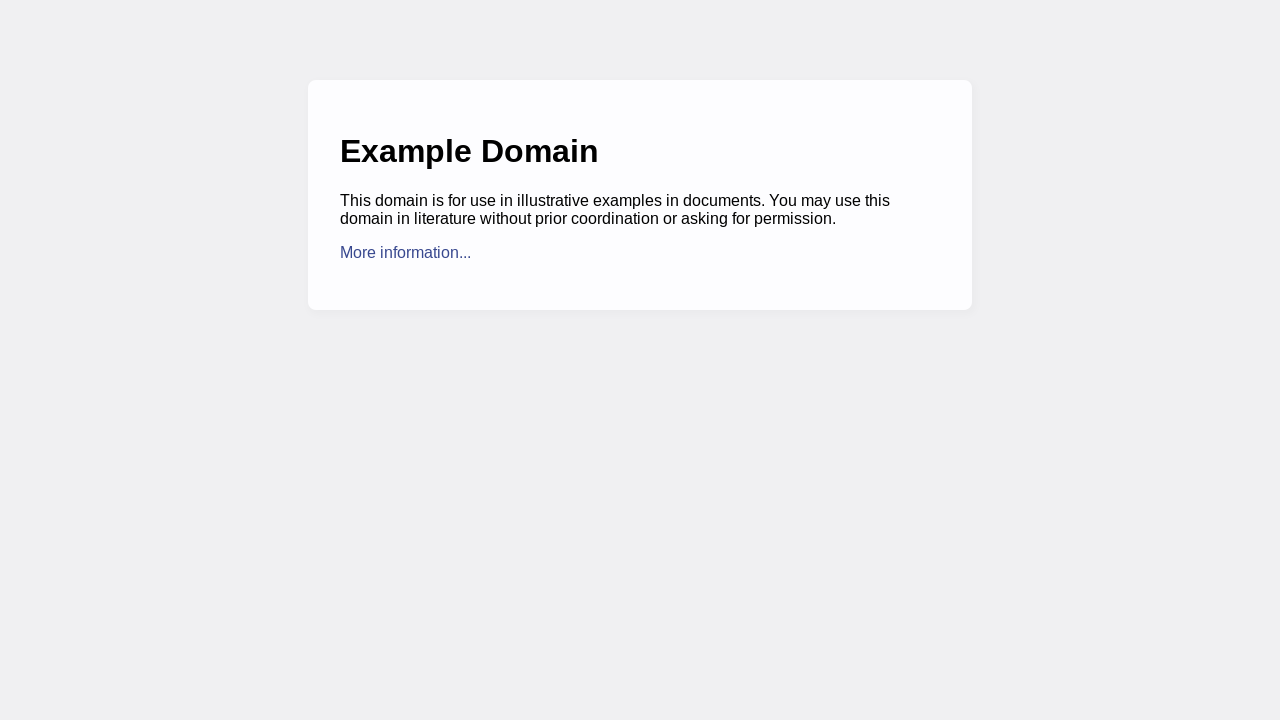 Example Domain
This domain is for use in illustrative examples in documents. You may use this
domain in literature without prior coordination or asking for permission.
More information...